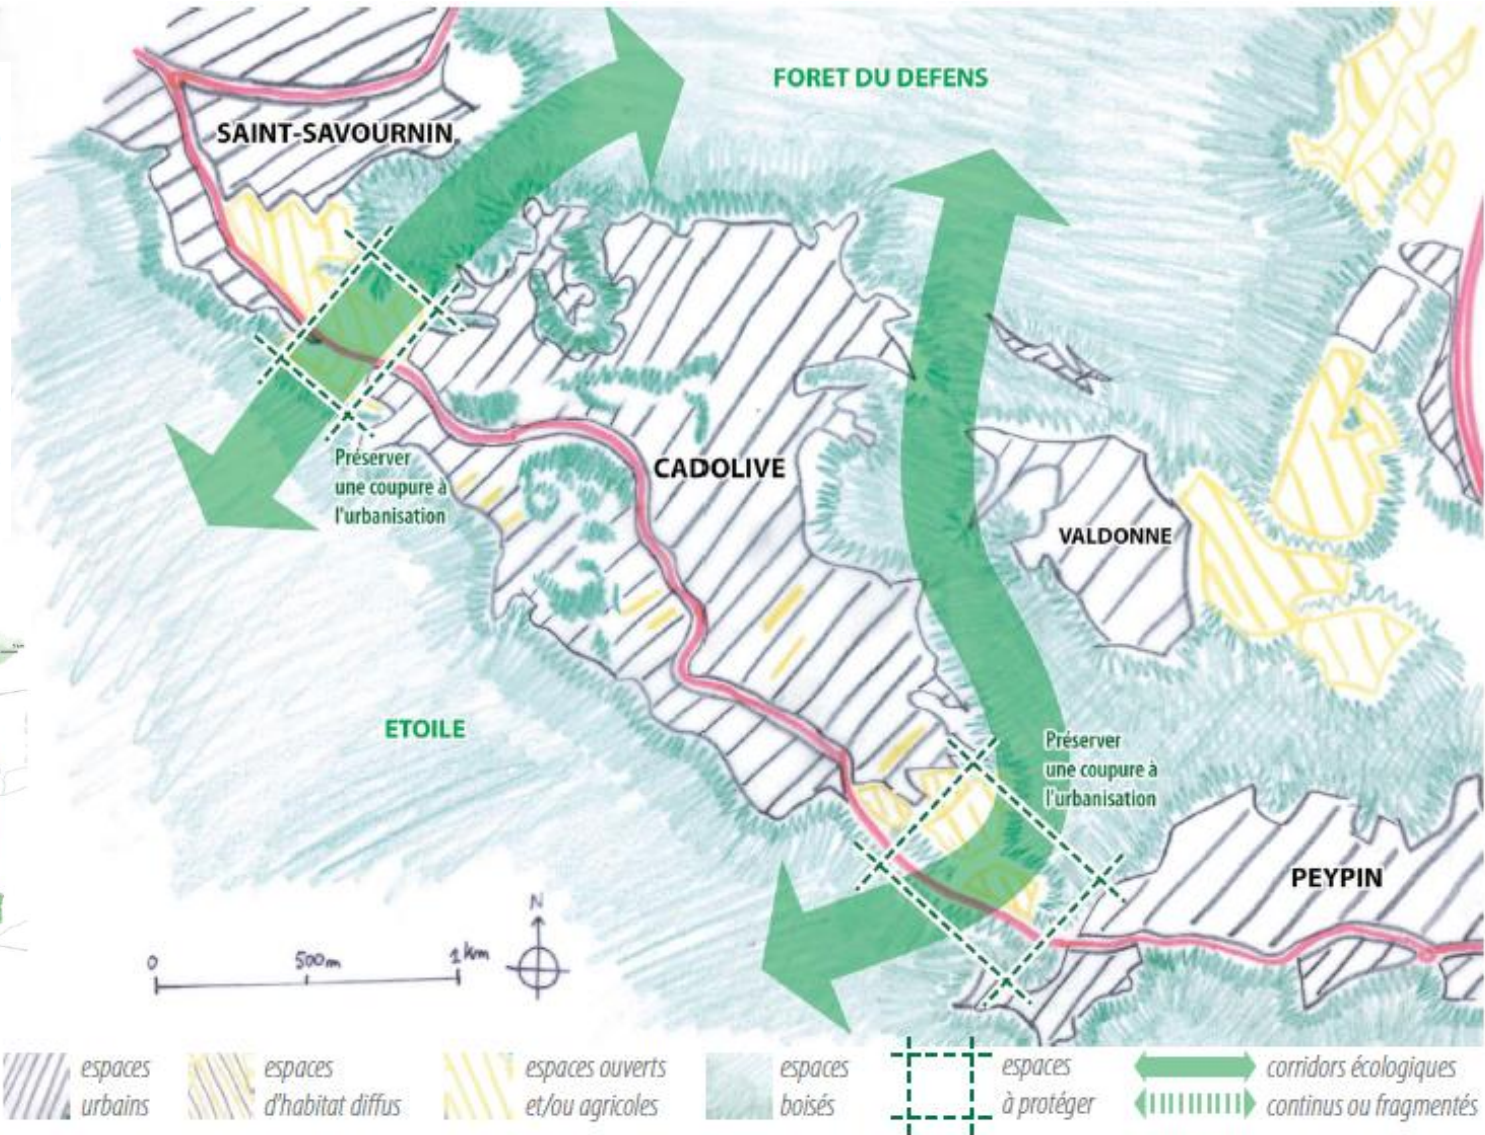 FORET DU DEFENS
SAINT-SAVOURNIN
Préserver
une coupure à
l'urbanisation
CADOLIVE
VALDONNE
ETOILE
Préserver
une coupure à
l'urbanisation
PEYPIN
N
0 500m 1km
espaces
urbains
espaces
d'habitat diffus
espaces ouverts
et/ou agricoles
espaces
boisés
espaces
à protéger
corridors écologiques
continus ou fragmentés